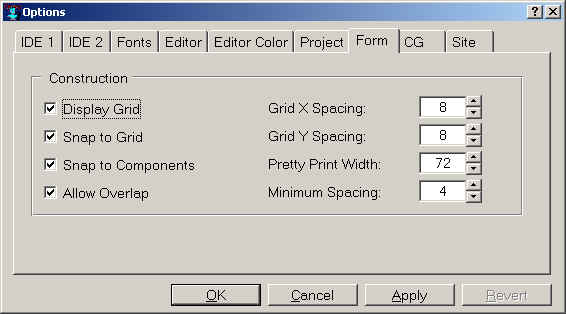 Options
IDE 1 IDE 2 Fonts Editor Editor Color Project Form CG Site
Construction
Display Grid Grid X Spacing: 8
Snap to Grid Grid Y Spacing: 8
Snap to Components Pretty Print Width: 72
Allow Overlap Minimum Spacing: 4
OK Cancel Apply Revert